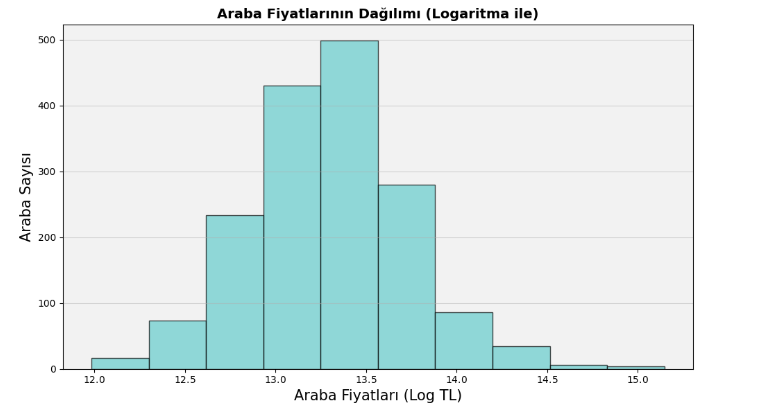 Araba Fiyatlarının Dağılımı (Logaritma ile)
500
400
300
200
100
0
Araba Sayısı
12.0 12.5 13.0 13.5 14.0 14.5 15.0
Araba Fiyatları (Log TL)